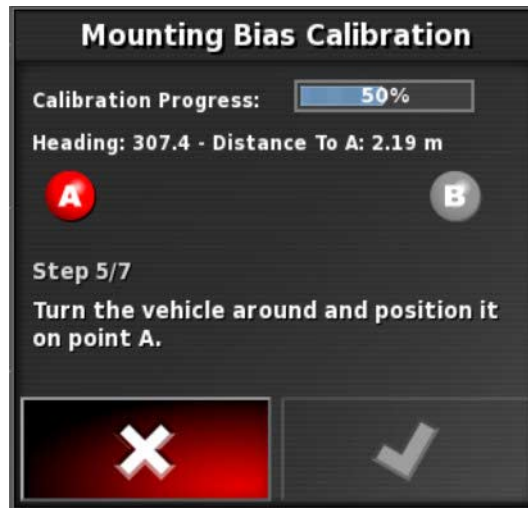 Mounting Bias Calibration
Calibration Progress: 50%
Heading: 307.4 - Distance To A: 2.19 m
A B
Step 5/7
Turn the vehicle around and position it
on point A.